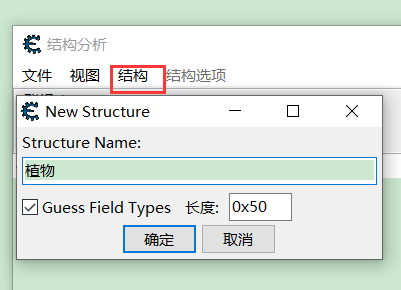 结构分析
文件 视图 结构 结构选项
New Structure
Structure Name:
植物
Guess Field Types 长度: 0x50
确定 取消